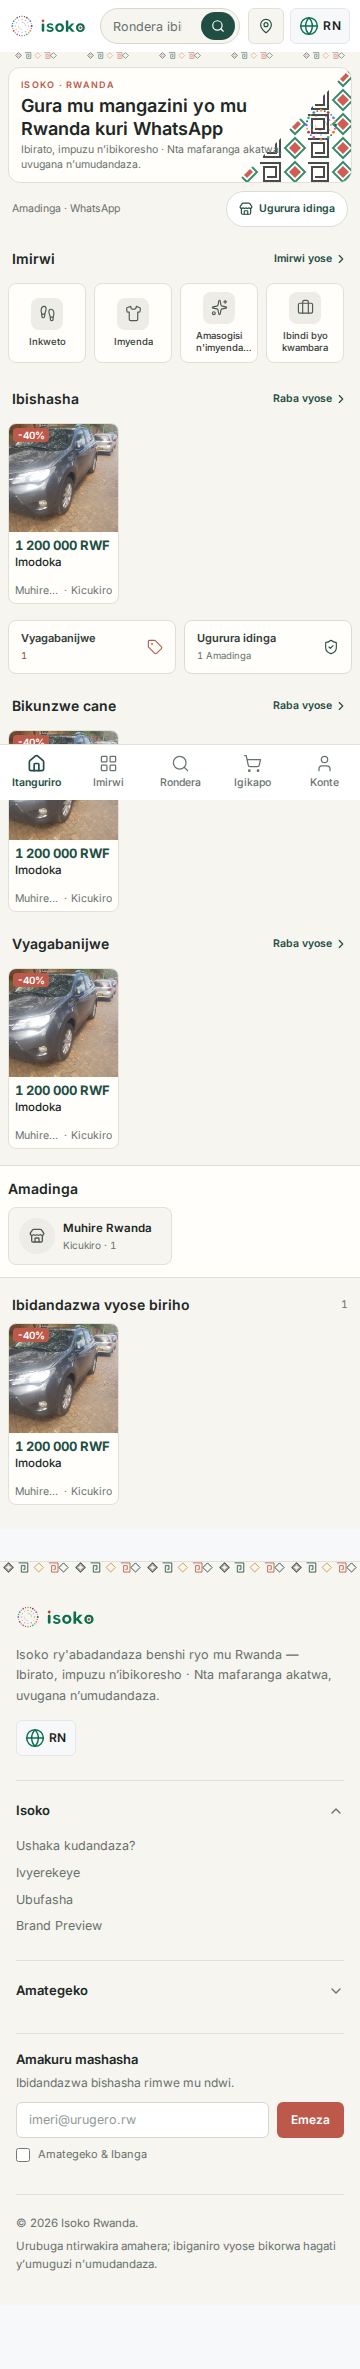 isoko
Rondera ibi
RN
ISOKO · RWANDA
Gura mu mangazini yo mu
Rwanda kuri WhatsApp
Ibirato, impuzu n'ibikoresho · Nta mafaranga akatwa,
uvugana n'umudandaza.
Amadinga · WhatsApp
Ugurura idinga
Imirwi
Imirwi yose
Inkweto
Imyenda
Amasogisi
n'imyenda...
Ibindi byo
kwambara
Ibishasha
Raba vyose
-40%
1 200 000 RWF
Imodoka
Muhire... · Kicukiro
Vyagabanijwe
1
Ugurura idinga
1 Amadinga
Bikunzwe cane
Raba vyose
-40%
Itanguriro
Imirwi
Rondera
Igikapo
Konte
1 200 000 RWF
Imodoka
Muhire... · Kicukiro
Vyagabanijwe
Raba vyose
-40%
1 200 000 RWF
Imodoka
Muhire... · Kicukiro
Amadinga
Muhire Rwanda
Kicukiro · 1
Ibidandazwa vyose biriho
1
-40%
1 200 000 RWF
Imodoka
Muhire... · Kicukiro
isoko
Isoko ry'abadandaza benshi ryo mu Rwanda —
Ibirato, impuzu n'ibikoresho · Nta mafaranga akatwa,
uvugana n'umudandaza.
RN
Isoko
Ushaka kudandaza?
Ivyerekeye
Ubufasha
Brand Preview
Amategeko
Amakuru mashasha
Ibidandazwa bishasha rimwe mu ndwi.
imeri@urugero.rw
Emeza
Amategeko & Ibanga
© 2026 Isoko Rwanda.
Urubuga ntirwakira amahera; ibiganiro vyose bikorwa hagati
y'umuguzi n'umudandaza.